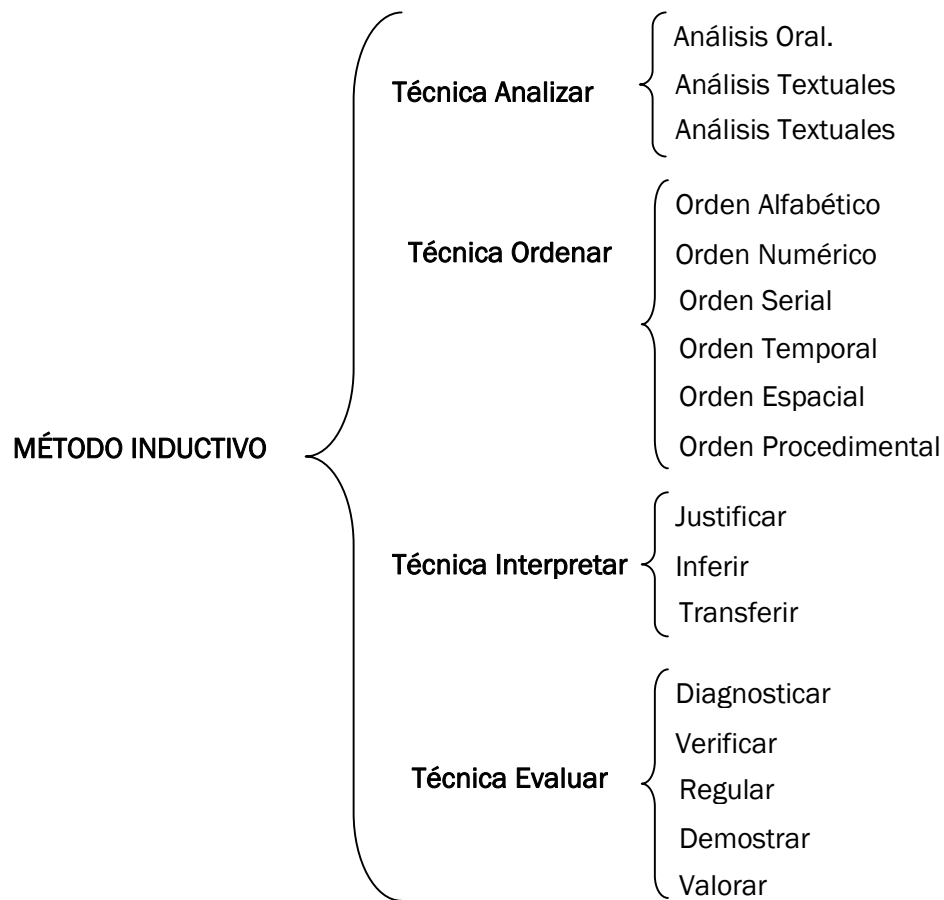 MÉTODO INDUCTIVO
Técnica Analizar
Análisis Oral.
Análisis Textuales
Análisis Textuales
Técnica Ordenar
Orden Alfabético
Orden Numérico
Orden Serial
Orden Temporal
Orden Espacial
Orden Procedimental
Técnica Interpretar
Justificar
Inferir
Transferir
Técnica Evaluar
Diagnosticar
Verificar
Regular
Demostrar
Valorar